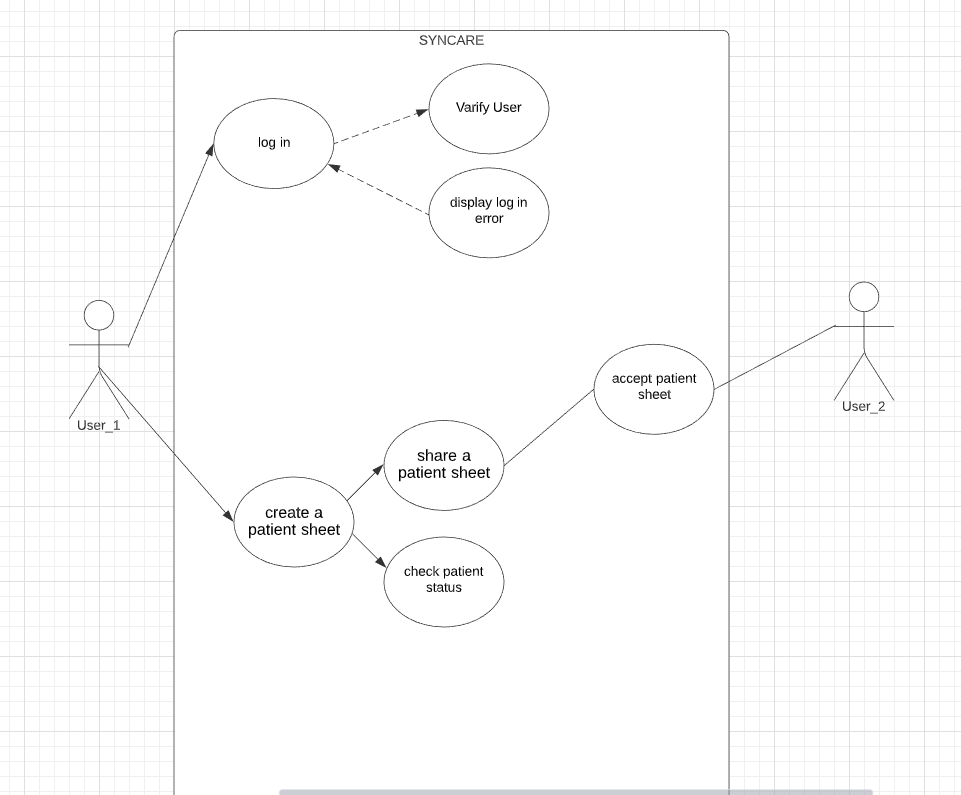 SYNCARE
Varify User
log in
display log in
error
accept patient
sheet
User_2
User_1
share a
patient sheet
create a
patient sheet
check patient
status